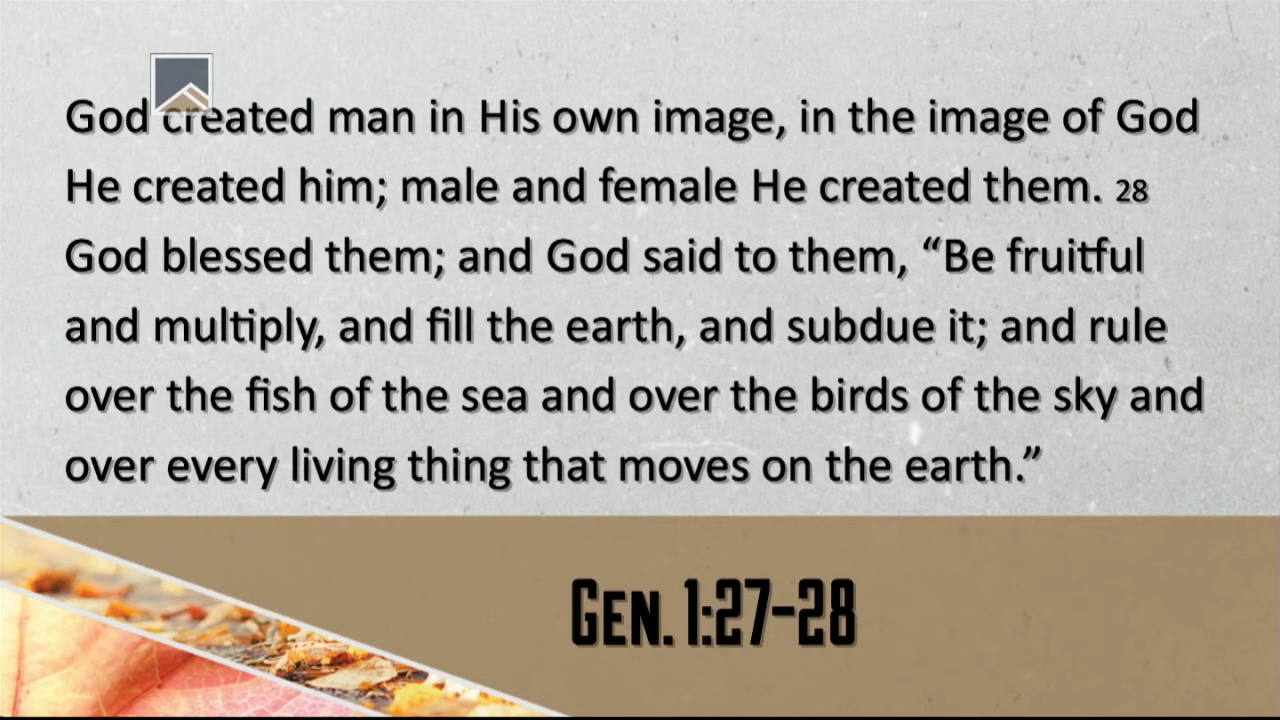 God created man in His own image, in the image of God
He created him; male and female He created them. 28
God blessed them; and God said to them, “Be fruitful
and multiply, and fill the earth, and subdue it; and rule
over the fish of the sea and over the birds of the sky and
over every living thing that moves on the earth.”
GEN. 1:27-28